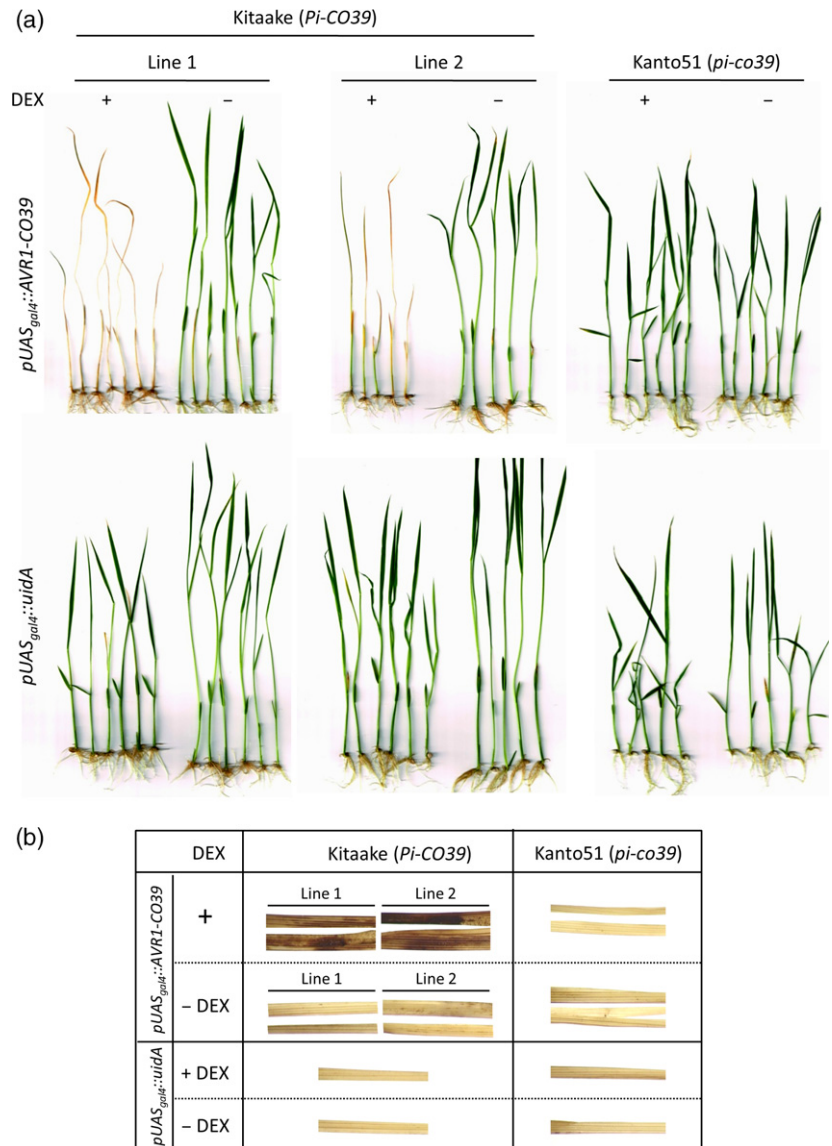 (a)
Kitaake (Pi-CO39)
Line 1 Line 2 Kanto51 (pi-co39)
DEX + – + – + –
pUASgal4::AVR1-CO39
pUASgal4::uidA
(b)
DEX Kitaake (Pi-CO39) Kanto51 (pi-co39)
pUASgal4::AVR1-CO39
+ Line 1 Line 2
– DEX Line 1 Line 2
pUASgal4::uidA
+ DEX
– DEX